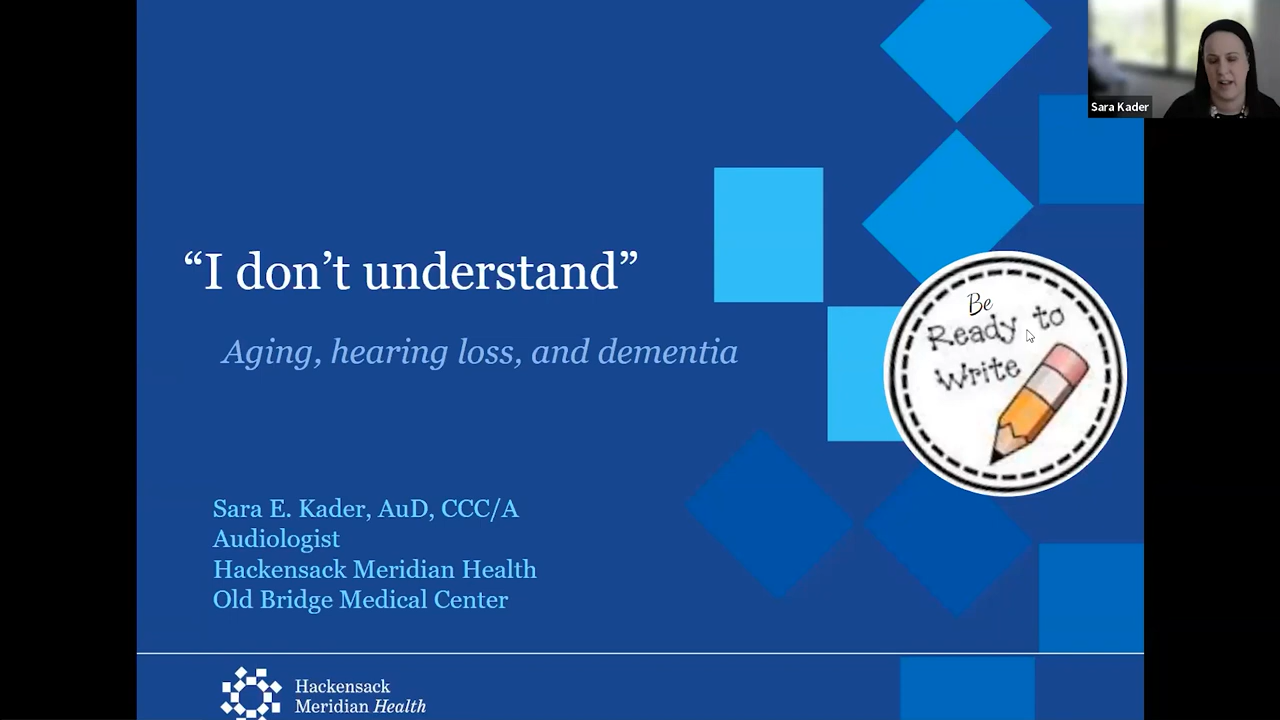 Sara Kader
“I don’t understand”
Aging, hearing loss, and dementia
Be
Ready to
Write
Sara E. Kader, AuD, CCC/A
Audiologist
Hackensack Meridian Health
Old Bridge Medical Center
Hackensack
Meridian Health